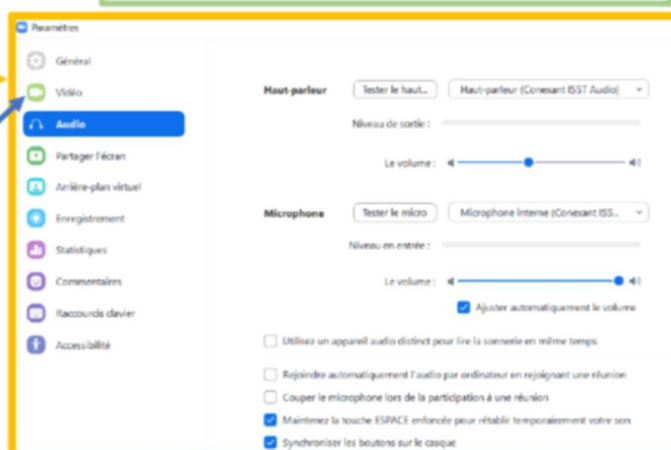 Paramètres
Général
Vidéo
Audio
Partager l'écran
Arrière-plan virtuel
Enregistrement
Statistiques
Commentaires
Raccourcis clavier
Accessibilité
Haut-parleur Tester le haut... Haut-parleur (Conexant ISST Audio)
Niveau de sortie :
Le volume :
Microphone Tester le micro Microphone interne (Conexant ISS...
Niveau en entrée :
Le volume :
Ajuster automatiquement le volume
Utilisez un appareil audio distinct pour lire la sonnerie en même temps
Rejoindre automatiquement l'audio par ordinateur en rejoignant une réunion
Couper le microphone lors de la participation à une réunion
Maintenez la touche ESPACE enfoncée pour rétablir temporairement votre son
Synchroniser les boutons sur le casque